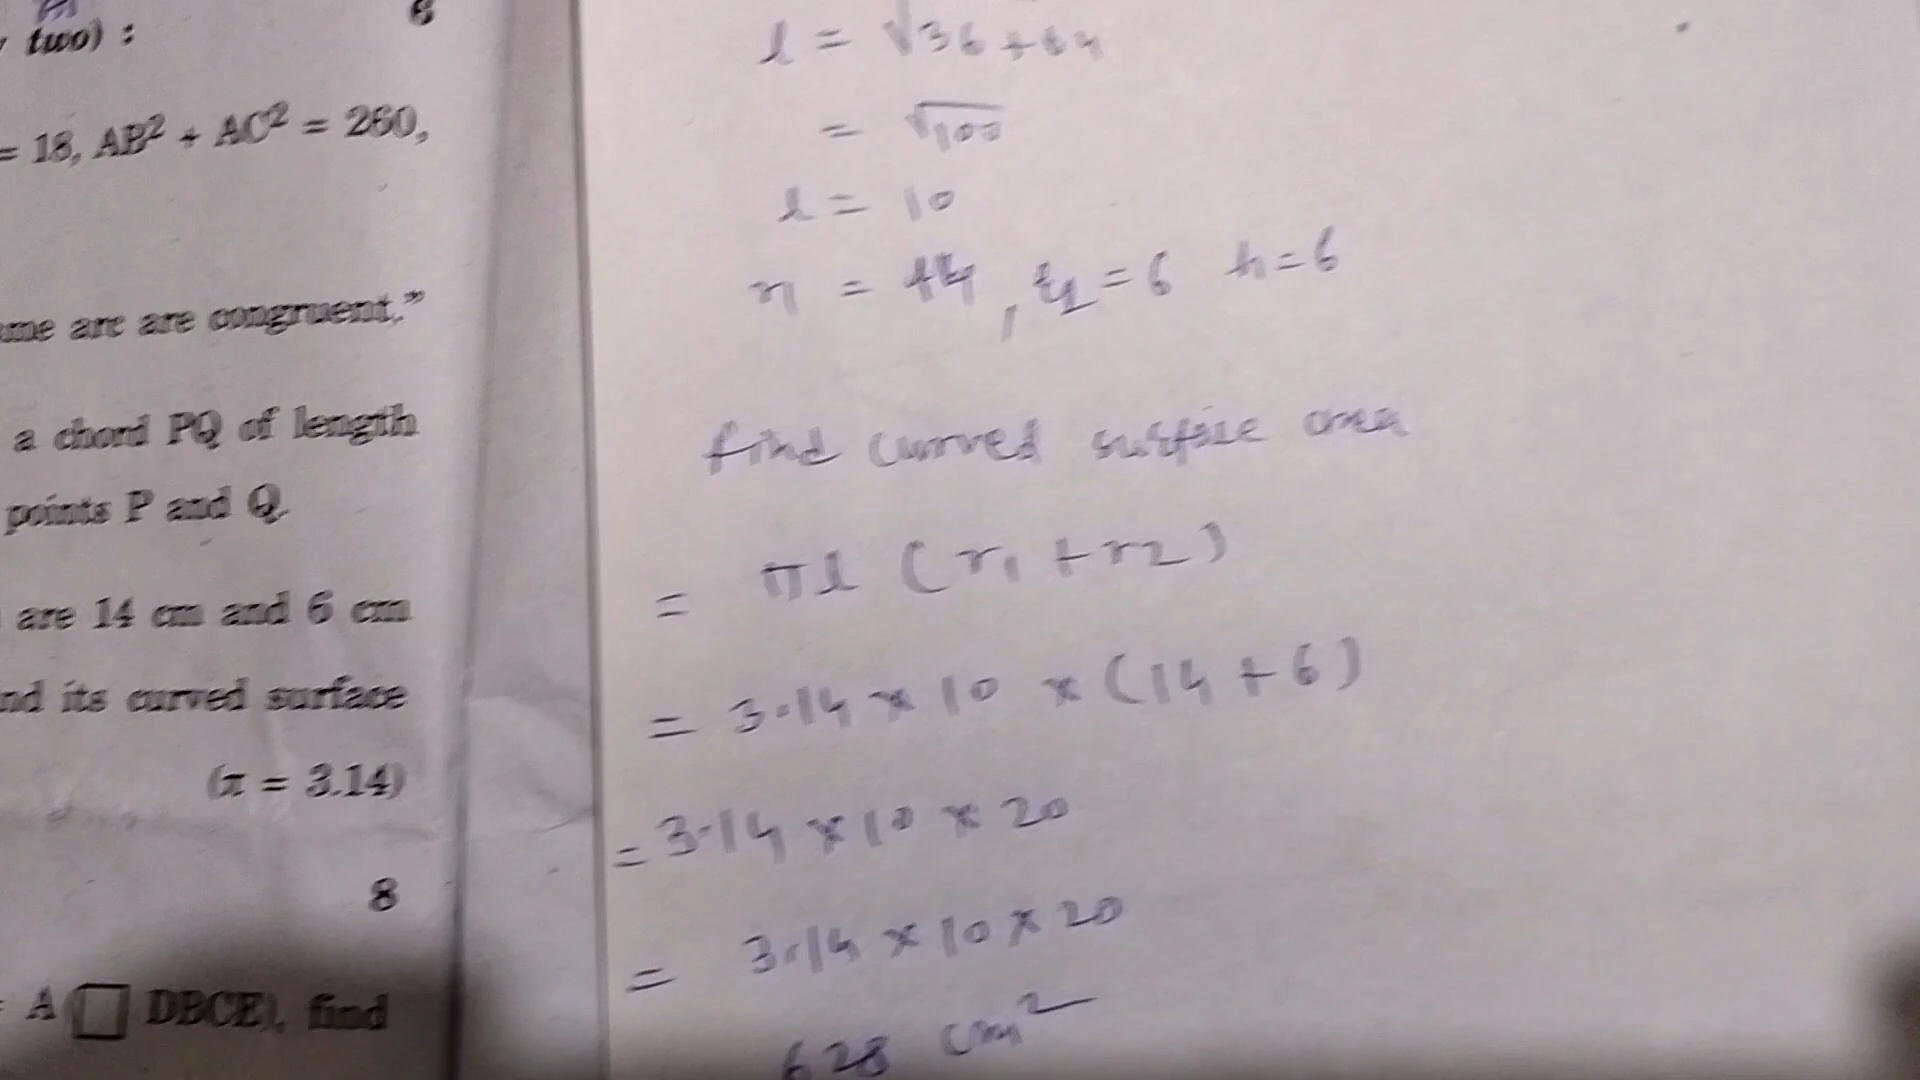 two) :
6
= 18, AB² + AC² = 260,
me arc are congruent."
a chord PQ of length
points P and Q.
are 14 cm and 6 cm
nd its curved surface
(π = 3.14)
8
A (□ DBCE), find
l = √36+64
= √100
l = 10
r1 = 14, r2 = 6 h = 6
find curved surface area
= πl (r1 + r2)
= 3.14 × 10 × (14 + 6)
= 3.14 × 10 × 20
= 3.14 × 10 × 20
628 cm²